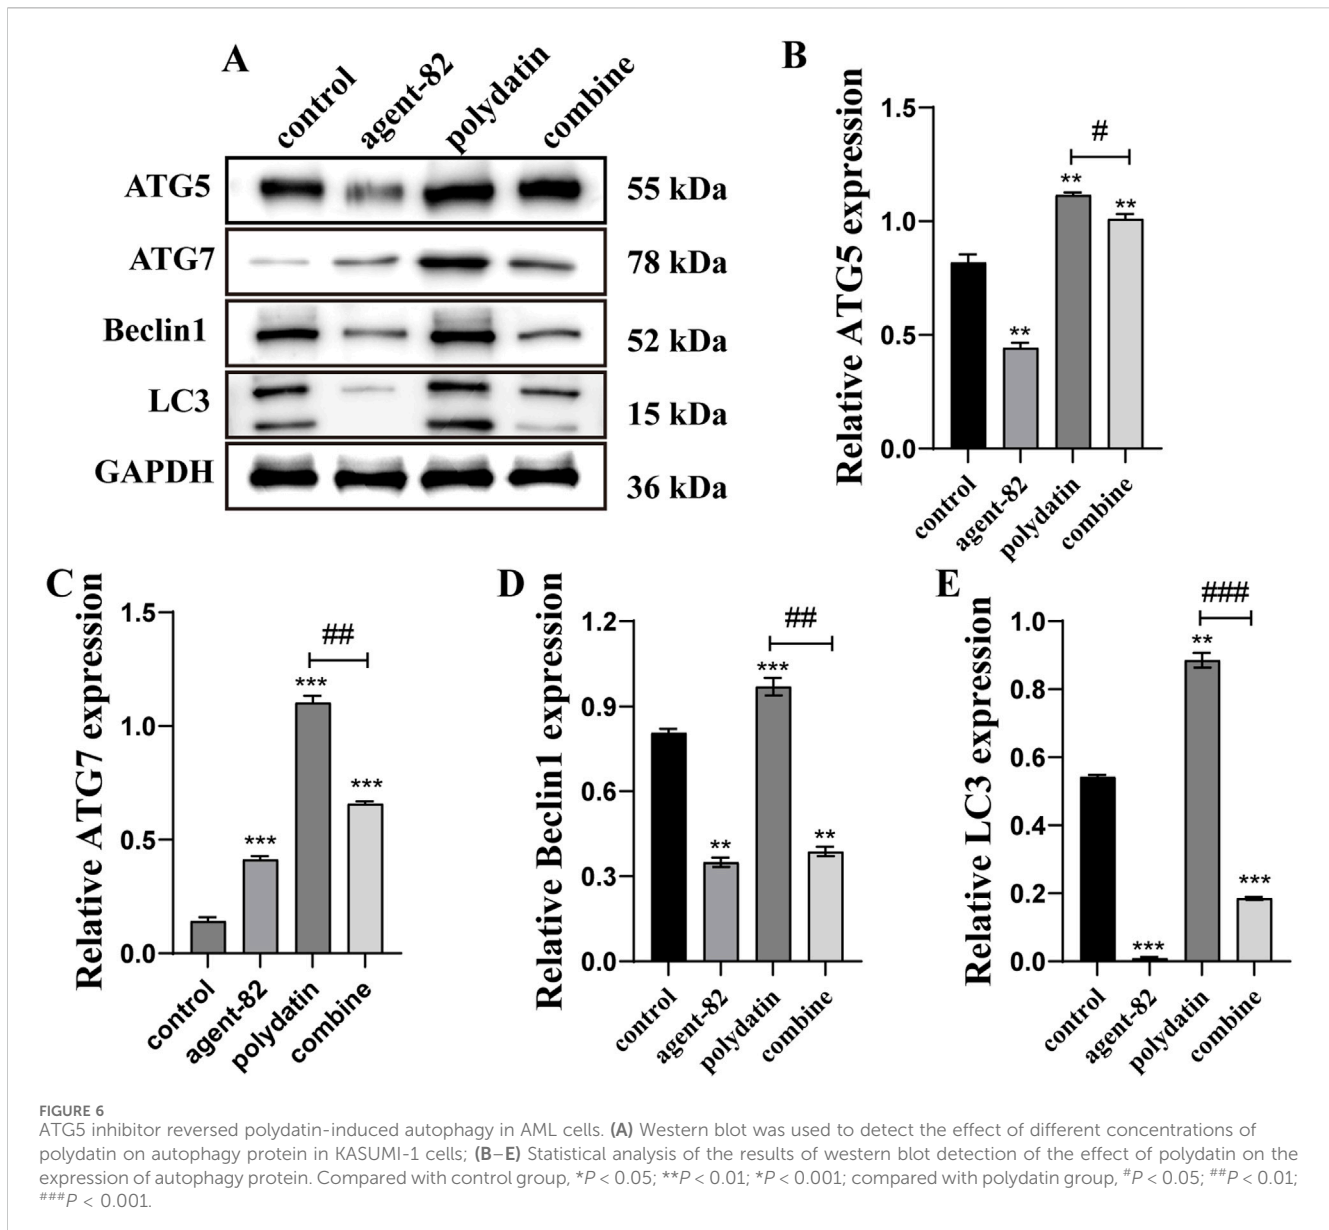 A
control
agent-82
polydatin
combine
ATG5
55 kDa
ATG7
78 kDa
Beclin1
52 kDa
LC3
15 kDa
GAPDH
36 kDa
B
Relative ATG5 expression
1.5
1.0
0.5
0.0
#
**
**
**
control
agent-82
polydatin
combine
C
Relative ATG7 expression
1.5
1.0
0.5
0.0
##
***
***
***
control
agent-82
polydatin
combine
D
Relative Beclin1 expression
1.2
0.9
0.6
0.3
0.0
##
***
**
**
control
agent-82
polydatin
combine
E
Relative LC3 expression
1.0
0.8
0.6
0.4
0.2
0.0
###
**
***
***
control
agent-82
polydatin
combine
FIGURE 6
ATG5 inhibitor reversed polydatin-induced autophagy in AML cells. (A) Western blot was used to detect the effect of different concentrations of
polydatin on autophagy protein in KASUMI-1 cells; (B–E) Statistical analysis of the results of western blot detection of the effect of polydatin on the
expression of autophagy protein. Compared with control group, *P < 0.05; **P < 0.01; *P < 0.001; compared with polydatin group, #P < 0.05; ##P < 0.01;
###P < 0.001.